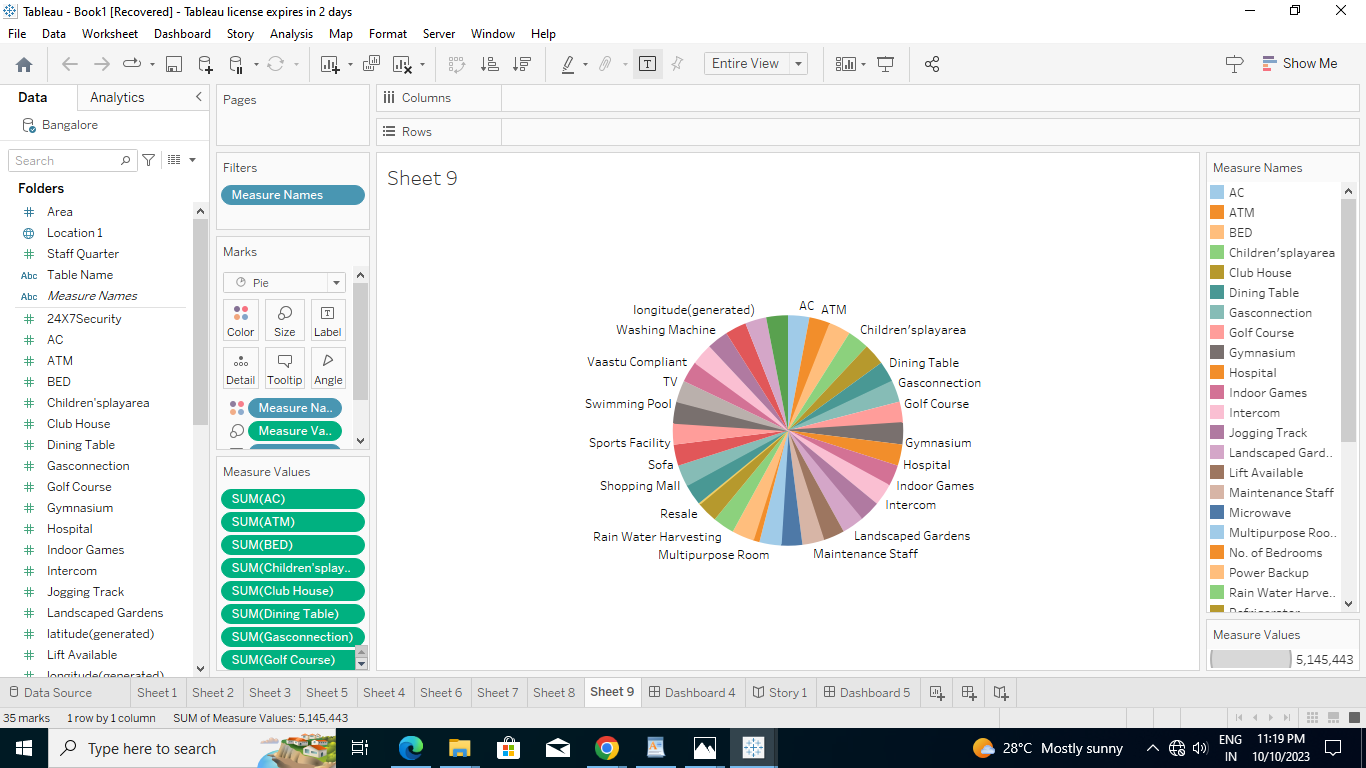 Tableau - Book1 [Recovered] - Tableau license expires in 2 days
File Data Worksheet Dashboard Story Analysis Map Format Server Window Help
Entire View
Show Me
Data Analytics
Bangalore
Search
Folders
Area
Location 1
Staff Quarter
Abc Table Name
Abc Measure Names
24X7Security
AC
ATM
BED
Children'splayarea
Club House
Dining Table
Gasconnection
Golf Course
Gymnasium
Hospital
Indoor Games
Intercom
Jogging Track
Landscaped Gardens
latitude(generated)
Lift Available
longitude(generated)
Pages
Filters
Measure Names
Marks
Pie
Color Size Label
Detail Tooltip Angle
Measure Na..
Measure Va..
Measure Values
SUM(AC)
SUM(ATM)
SUM(BED)
SUM(Children'splay..
SUM(Club House)
SUM(Dining Table)
SUM(Gasconnection)
SUM(Golf Course)
Columns
Rows
Sheet 9
longitude(generated)
AC
ATM
Washing Machine
Children'splayarea
Vaastu Compliant
Dining Table
TV
Gasconnection
Swimming Pool
Golf Course
Sports Facility
Gymnasium
Sofa
Hospital
Shopping Mall
Indoor Games
Resale
Intercom
Rain Water Harvesting
Landscaped Gardens
Multipurpose Room
Maintenance Staff
Measure Names
AC
ATM
BED
Children'splayarea
Club House
Dining Table
Gasconnection
Golf Course
Gymnasium
Hospital
Indoor Games
Intercom
Jogging Track
Landscaped Gard..
Lift Available
Maintenance Staff
Microwave
Multipurpose Roo..
No. of Bedrooms
Power Backup
Rain Water Harve..
Refrigerator
Measure Values
5,145,443
Data Source Sheet 1 Sheet 2 Sheet 3 Sheet 5 Sheet 4 Sheet 6 Sheet 7 Sheet 8 Sheet 9 Dashboard 4 Story 1 Dashboard 5
35 marks 1 row by 1 column SUM of Measure Values: 5,145,443
Type here to search
28°C Mostly sunny
ENG
IN
11:19 PM
10/10/2023